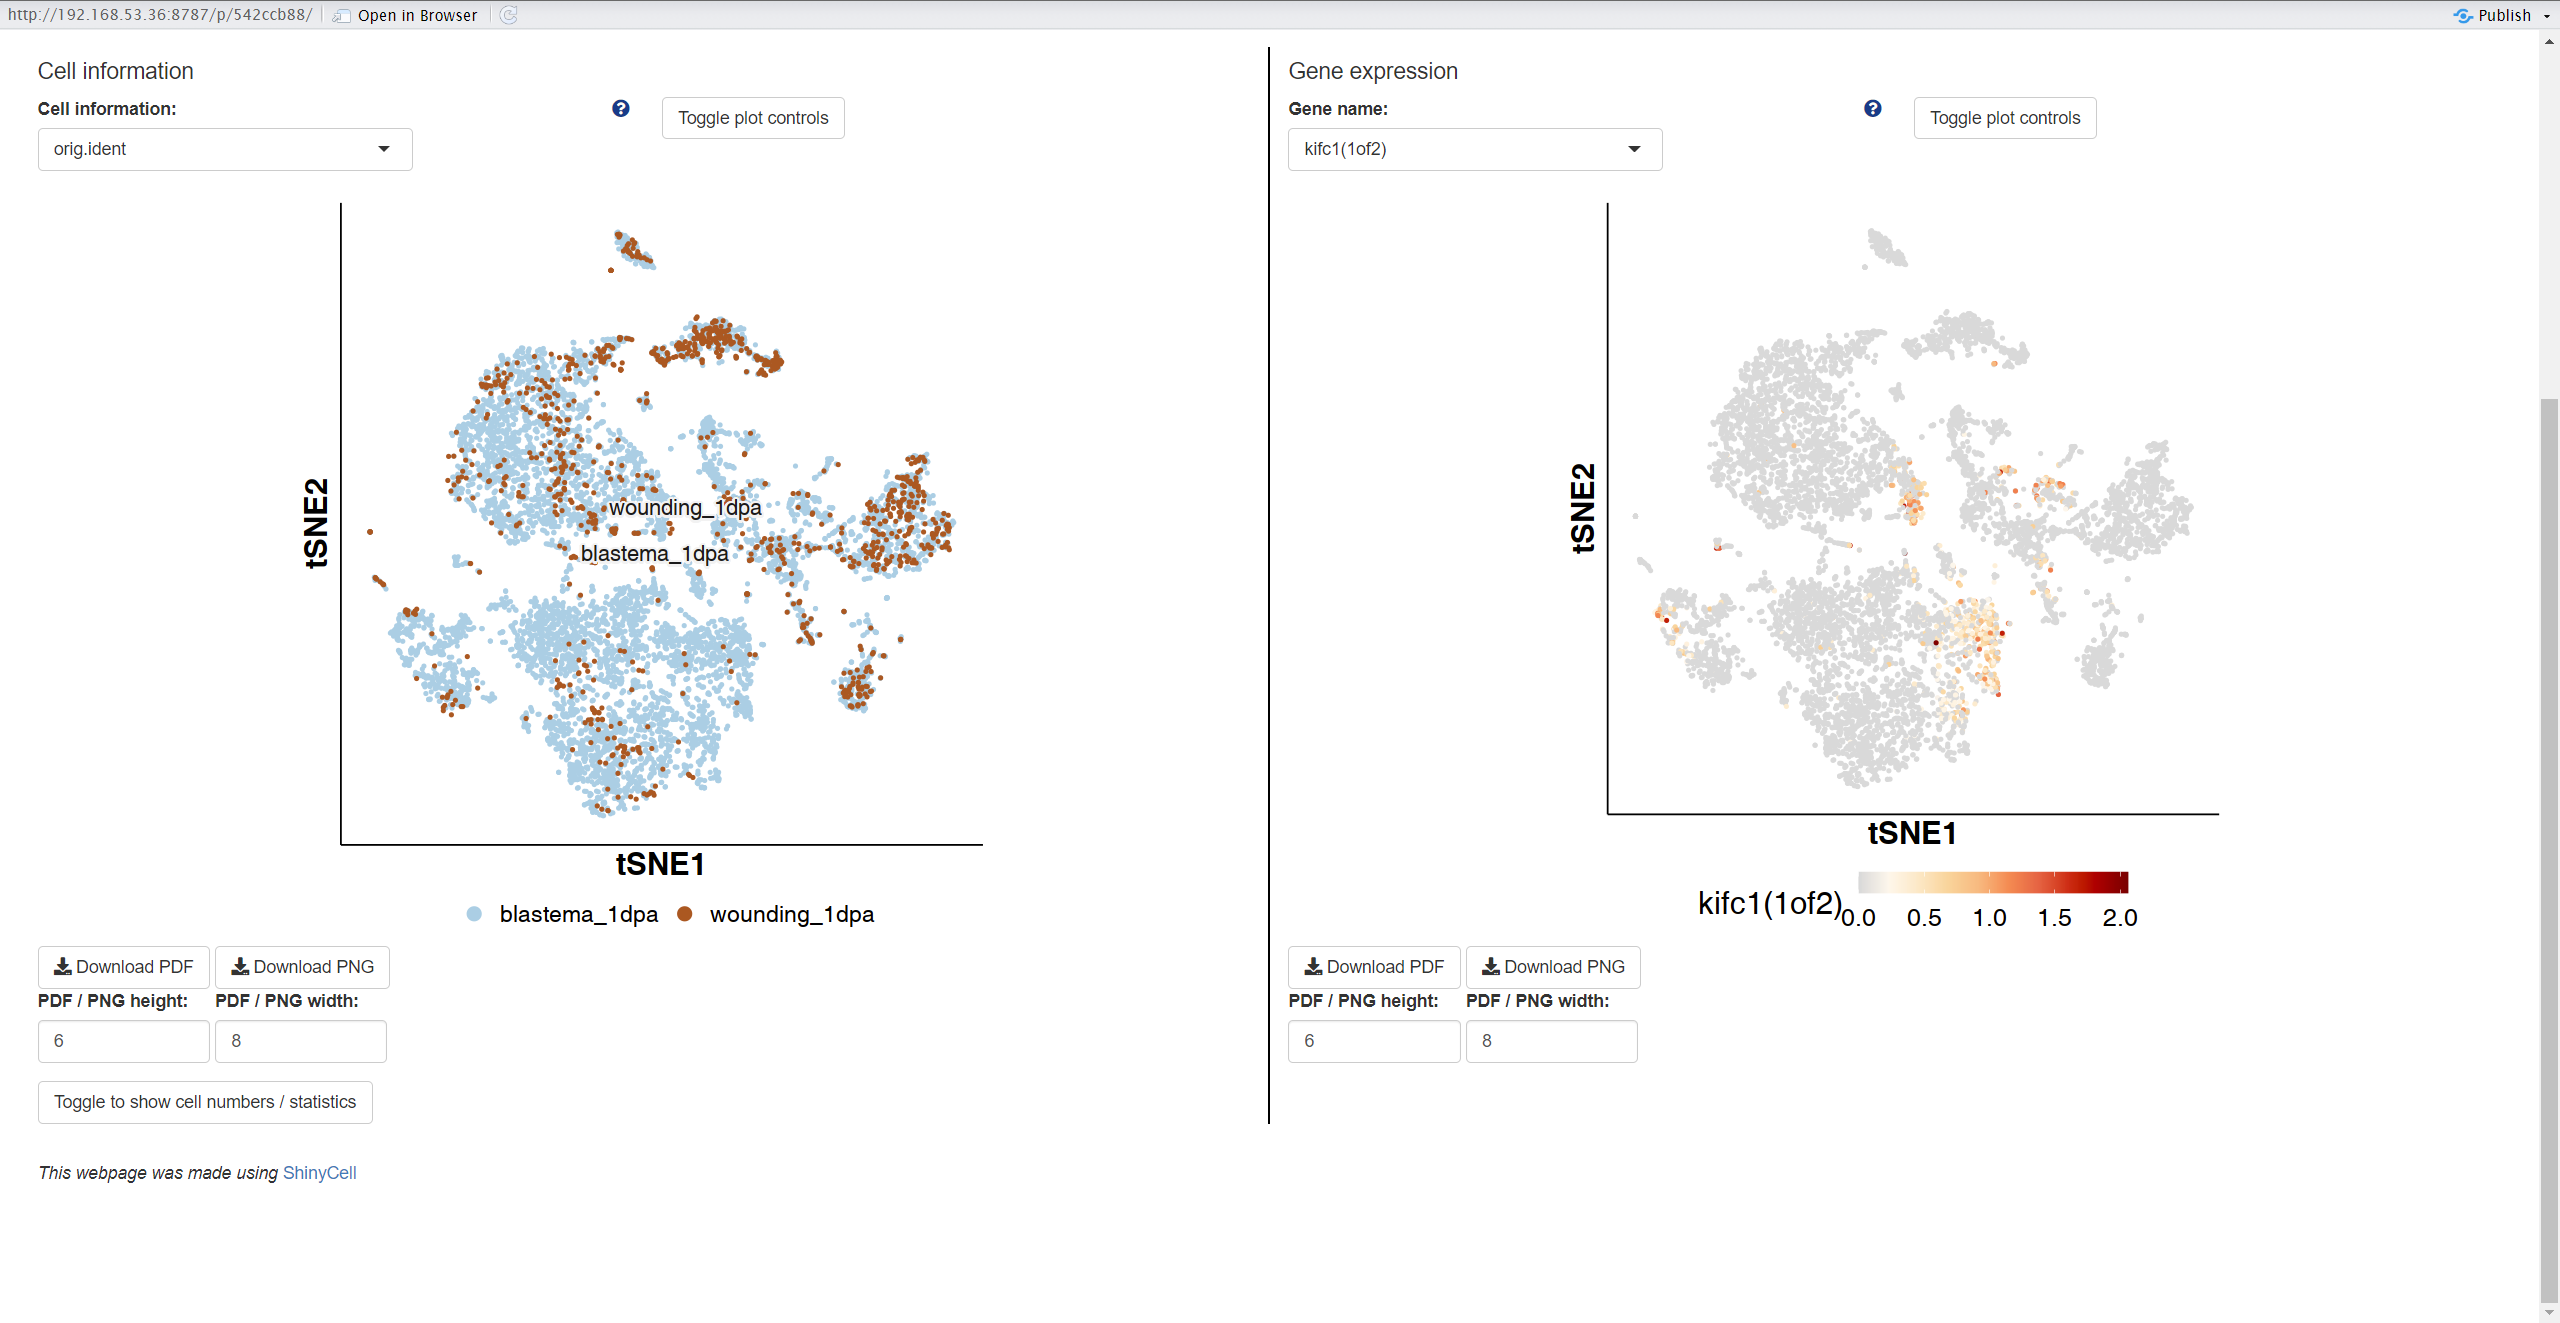 http://192.168.53.36:8787/p/542ccb88/ Open in Browser Publish
Cell information
Cell information:
Toggle plot controls
orig.ident
tSNE2
wounding_1dpa
blastema_1dpa
tSNE1
blastema_1dpa wounding_1dpa
Download PDF Download PNG
PDF / PNG height: PDF / PNG width:
6 8
Toggle to show cell numbers / statistics
This webpage was made using ShinyCell
Gene expression
Gene name:
Toggle plot controls
kifc1(1of2)
tSNE2
tSNE1
kifc1(1of2)
0.0 0.5 1.0 1.5 2.0
Download PDF Download PNG
PDF / PNG height: PDF / PNG width:
6 8